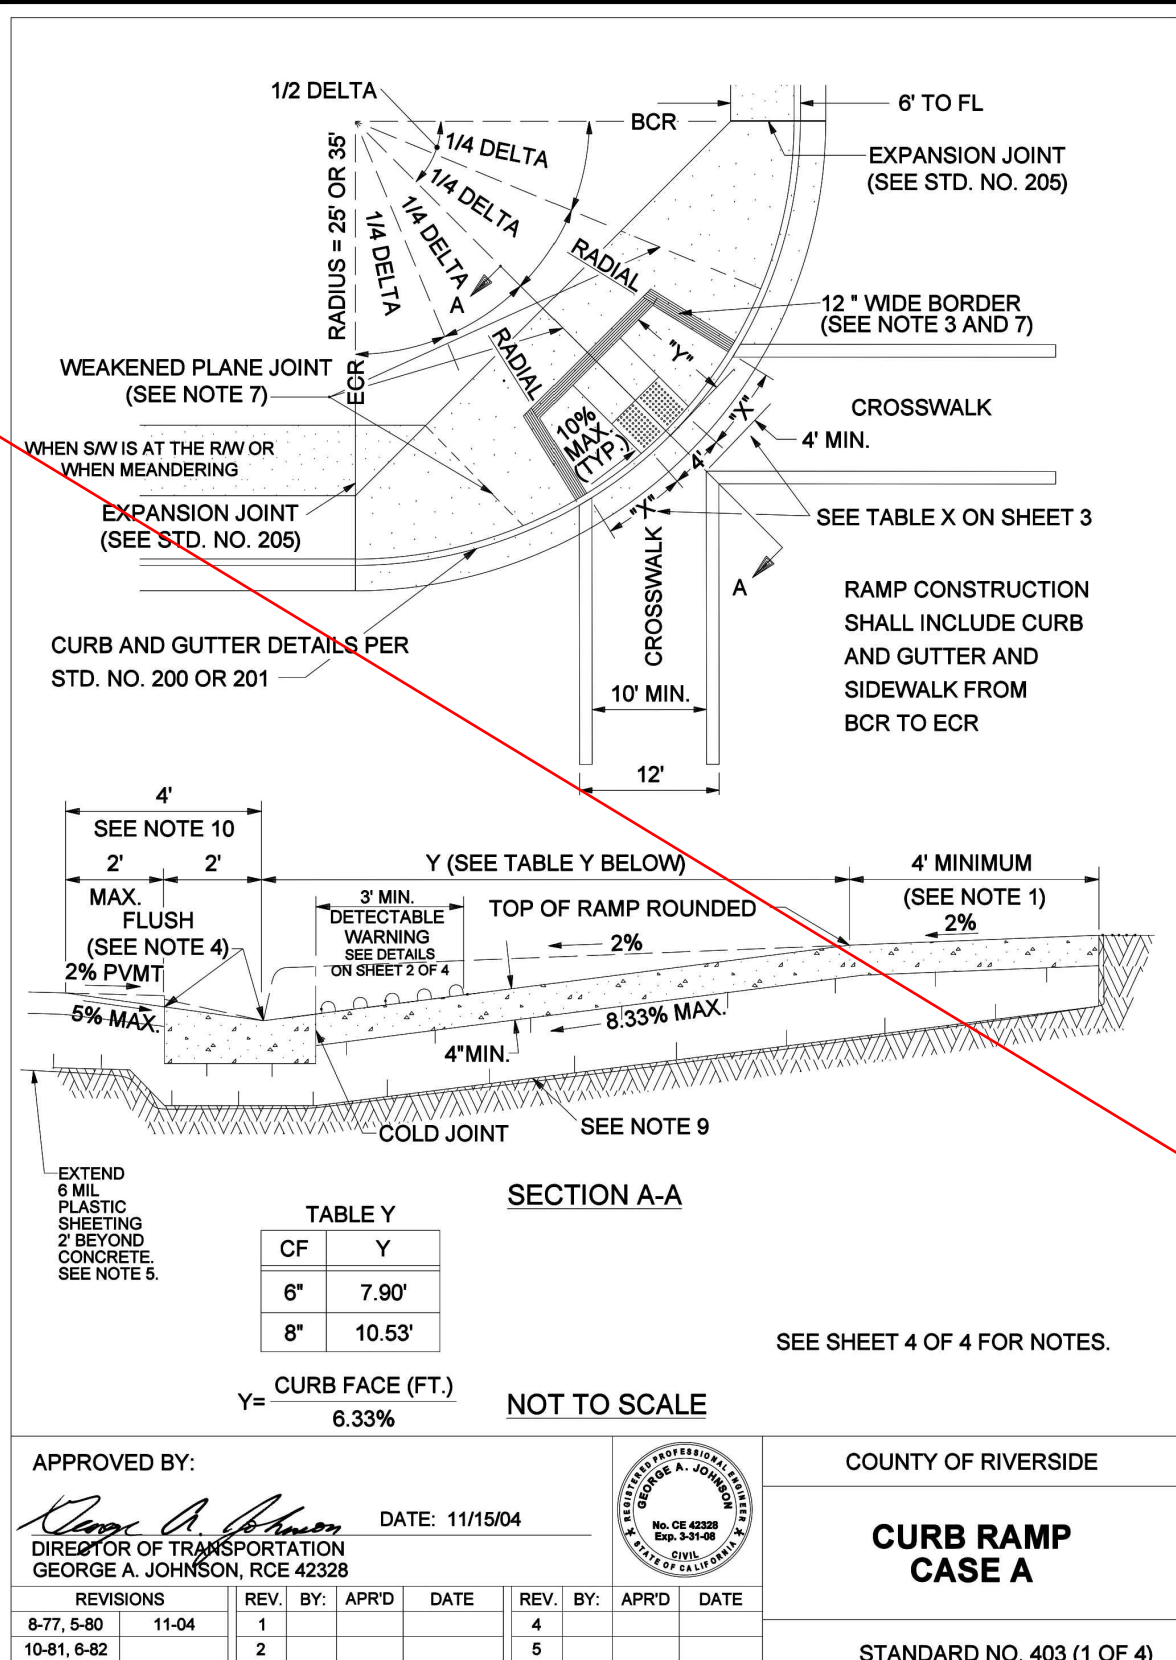 1/2 DELTA
BCR
6' TO FL
1/4 DELTA
1/4 DELTA
1/4 DELTA
1/4 DELTA
RADIUS = 25' OR 35'
ECR
EXPANSION JOINT
(SEE STD. NO. 205)
RADIAL
RADIAL
A
12 " WIDE BORDER
(SEE NOTE 3 AND 7)
WEAKENED PLANE JOINT
(SEE NOTE 7)
"Y"
10%
MAX.
(TYP.)
"X"
4'
"X"
CROSSWALK
4' MIN.
WHEN S/W IS AT THE R/W OR
WHEN MEANDERING
EXPANSION JOINT
(SEE STD. NO. 205)
SEE TABLE X ON SHEET 3
A
CROSSWALK
CURB AND GUTTER DETAILS PER
STD. NO. 200 OR 201
RAMP CONSTRUCTION
SHALL INCLUDE CURB
AND GUTTER AND
SIDEWALK FROM
BCR TO ECR
10' MIN.
12'
4'
SEE NOTE 10
2'
MAX.
2'
Y (SEE TABLE Y BELOW)
4' MINIMUM
(SEE NOTE 1)
FLUSH
(SEE NOTE 4)
3' MIN.
DETECTABLE
WARNING
SEE DETAILS
ON SHEET 2 OF 4
TOP OF RAMP ROUNDED
2%
2%
2% PVMT
5% MAX.
8.33% MAX.
4"MIN.
COLD JOINT
SEE NOTE 9
EXTEND
6 MIL
PLASTIC
SHEETING
2' BEYOND
CONCRETE.
SEE NOTE 5.
SECTION A-A
TABLE Y
CF Y
6" 7.90'
8" 10.53'
Y= CURB FACE (FT.)
6.33%
NOT TO SCALE
SEE SHEET 4 OF 4 FOR NOTES.
APPROVED BY:
George A. Johnson
DATE: 11/15/04
DIRECTOR OF TRANSPORTATION
GEORGE A. JOHNSON, RCE 42328
REGISTERED PROFESSIONAL ENGINEER
GEORGE A. JOHNSON
No. CE 42328
Exp. 3-31-08
CIVIL
STATE OF CALIFORNIA
COUNTY OF RIVERSIDE
CURB RAMP
CASE A
REVISIONS REV. BY: APR'D DATE REV. BY: APR'D DATE
8-77, 5-80 11-04 1 4
10-81, 6-82 2 5
STANDARD NO. 403 (1 OF 4)